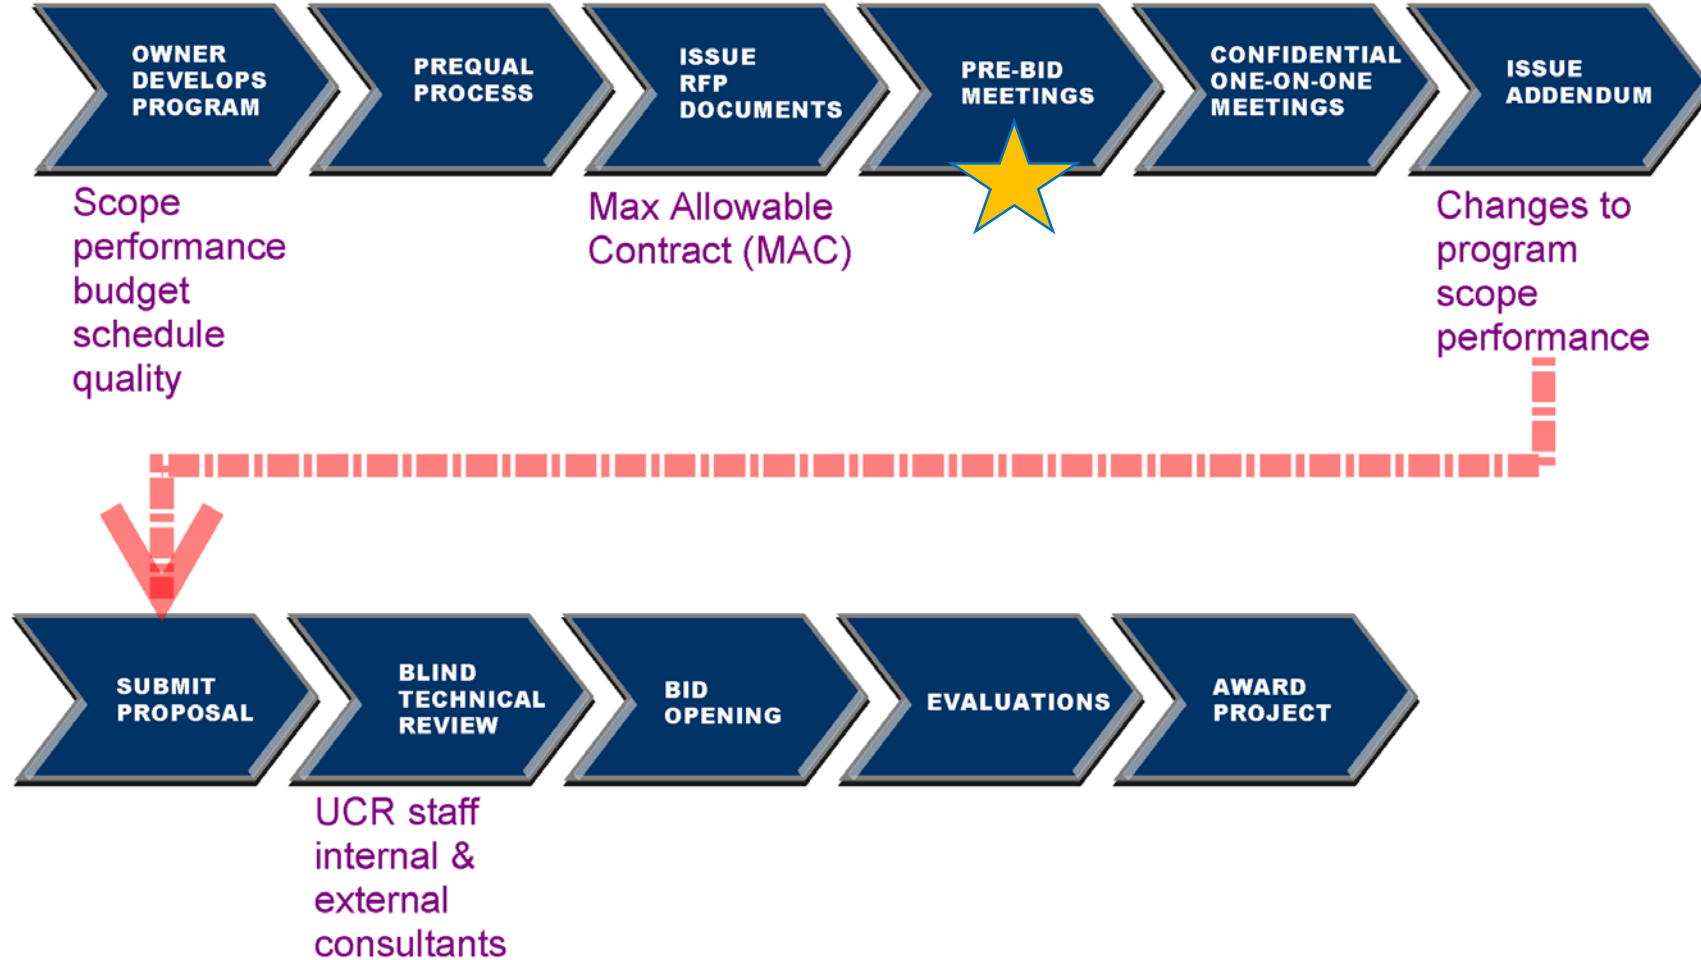 OWNER
DEVELOPS
PROGRAM
PREQUAL
PROCESS
ISSUE
RFP
DOCUMENTS
PRE-BID
MEETINGS
CONFIDENTIAL
ONE-ON-ONE
MEETINGS
ISSUE
ADDENDUM
Scope
performance
budget
schedule
quality
Max Allowable
Contract (MAC)
Changes to
program
scope
performance
SUBMIT
PROPOSAL
BLIND
TECHNICAL
REVIEW
BID
OPENING
EVALUATIONS
AWARD
PROJECT
UCR staff
internal &
external
consultants